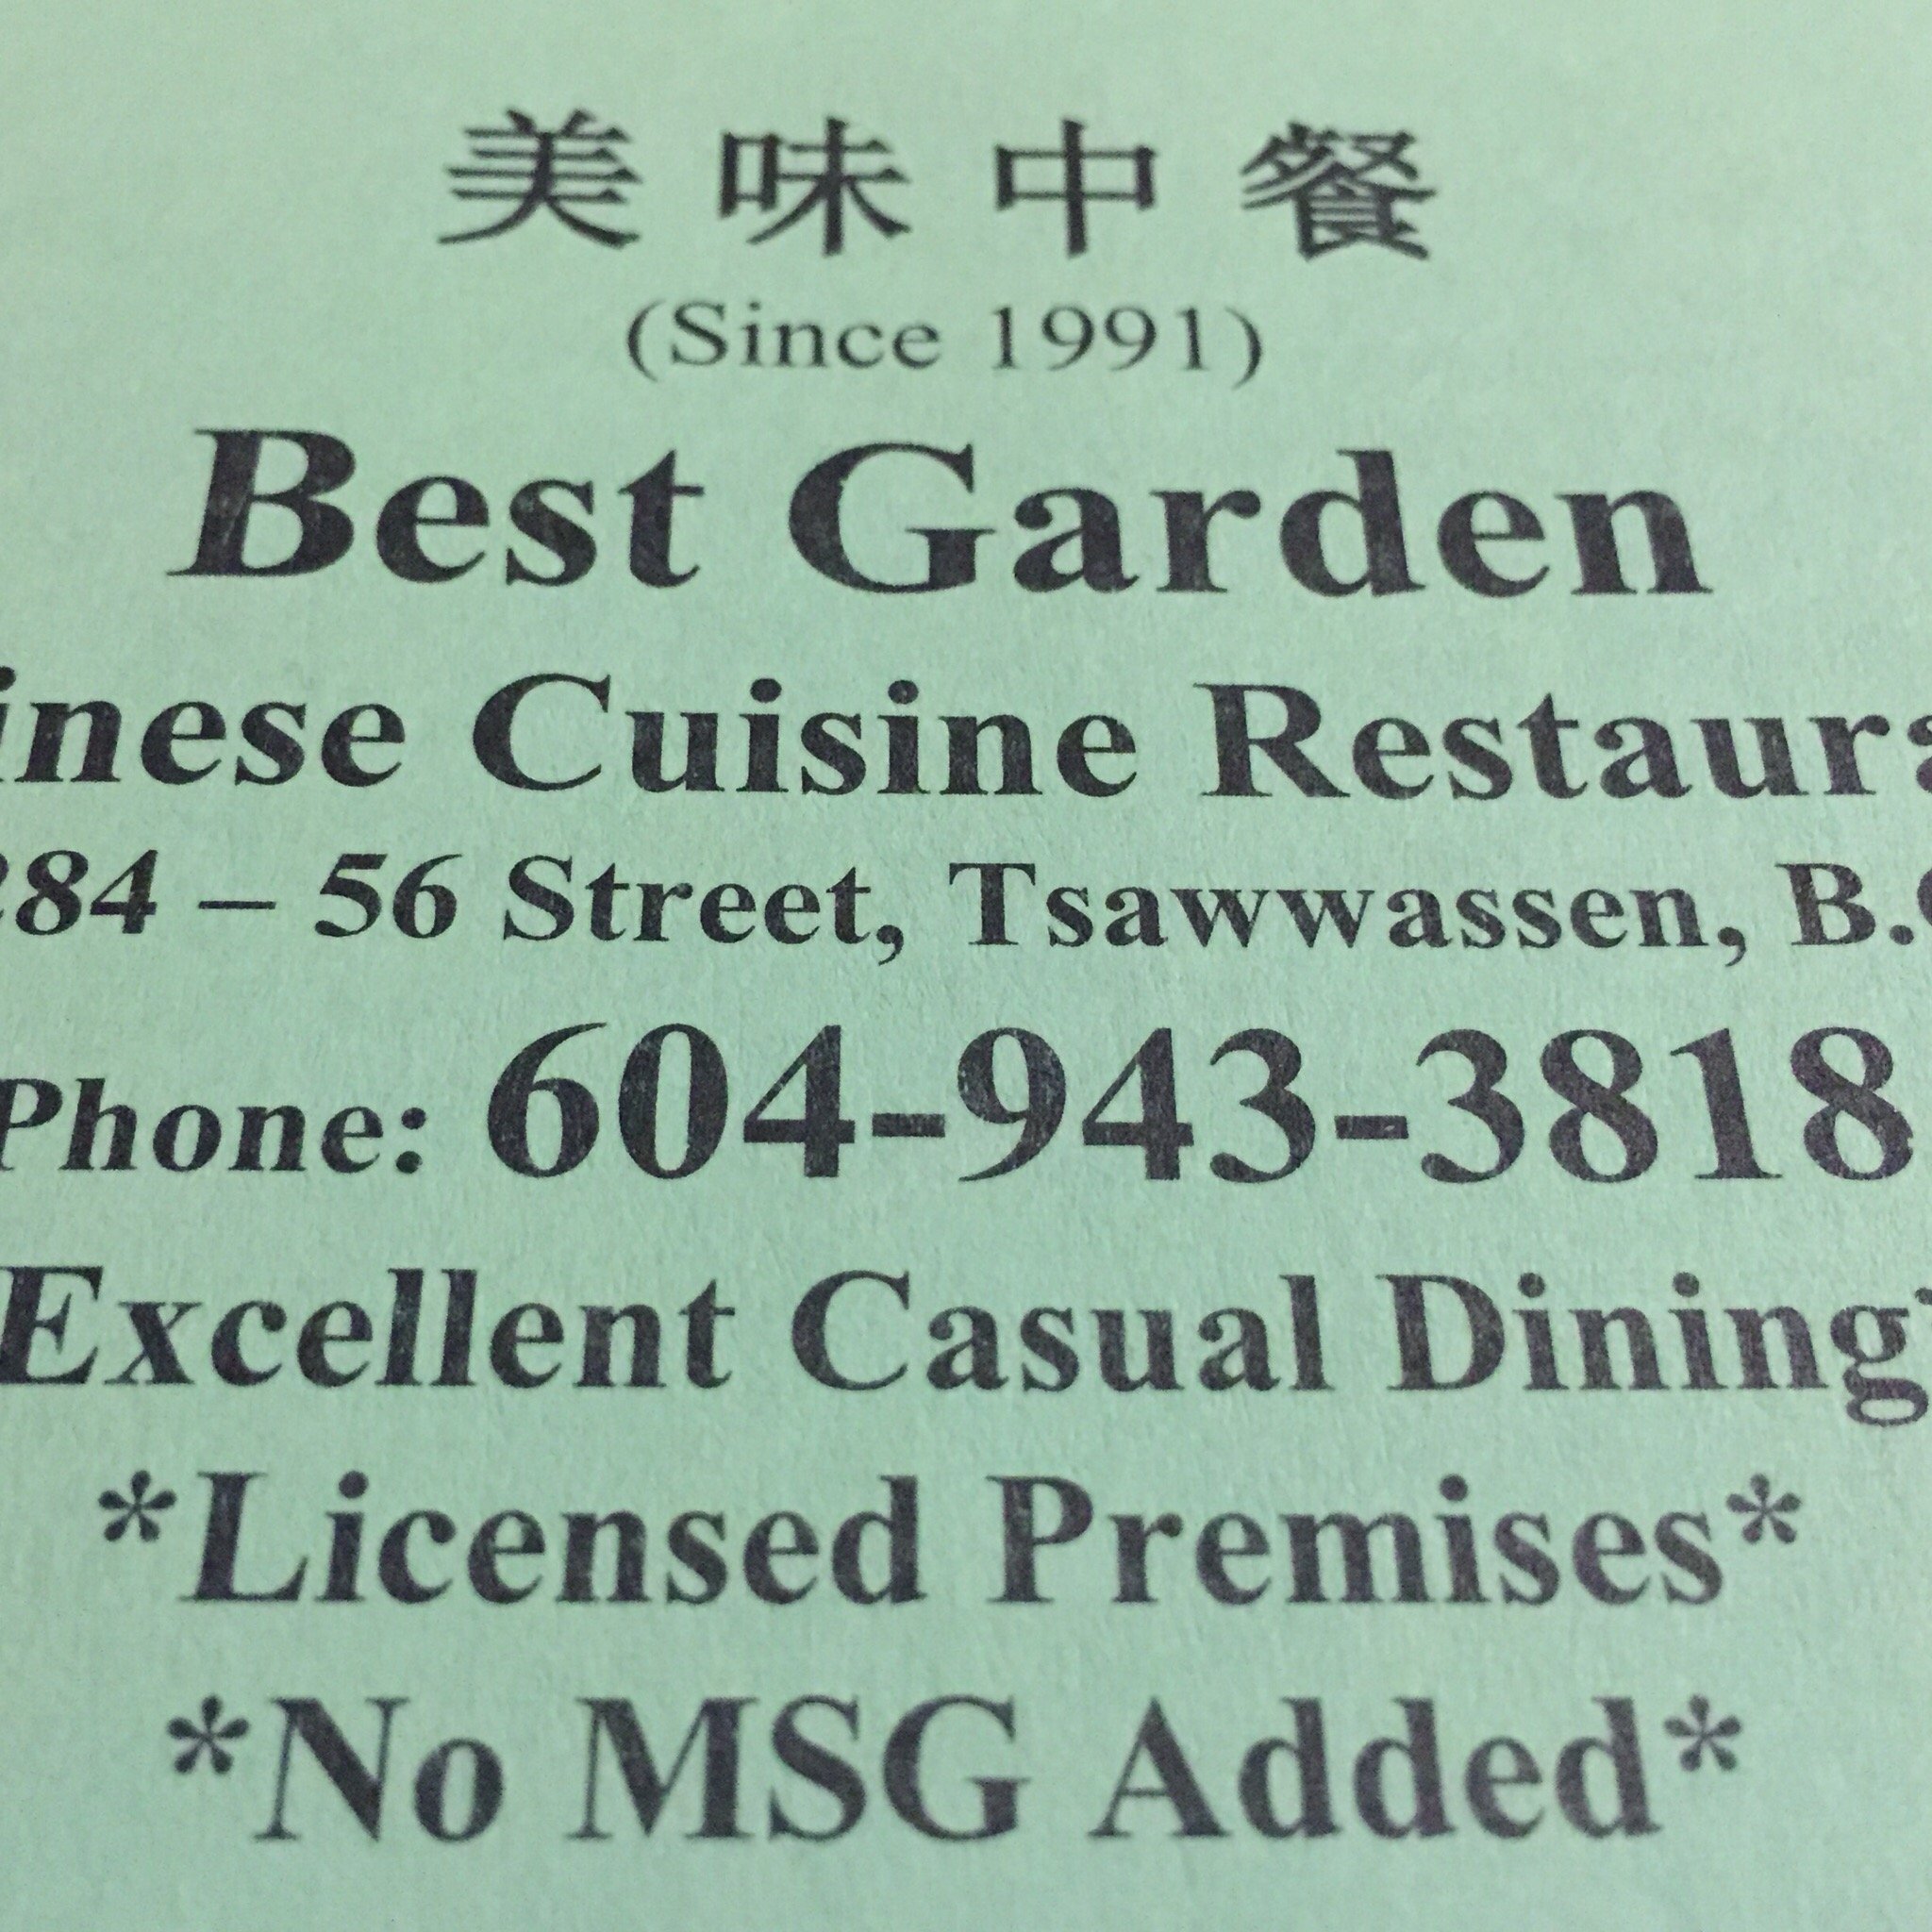 美味中餐
(Since 1991)
Best Garden
inese Cuisine Restaura
84 – 56 Street, Tsawwassen, B.
Phone: 604-943-3818
Excellent Casual Dining
*Licensed Premises*
*No MSG Added*